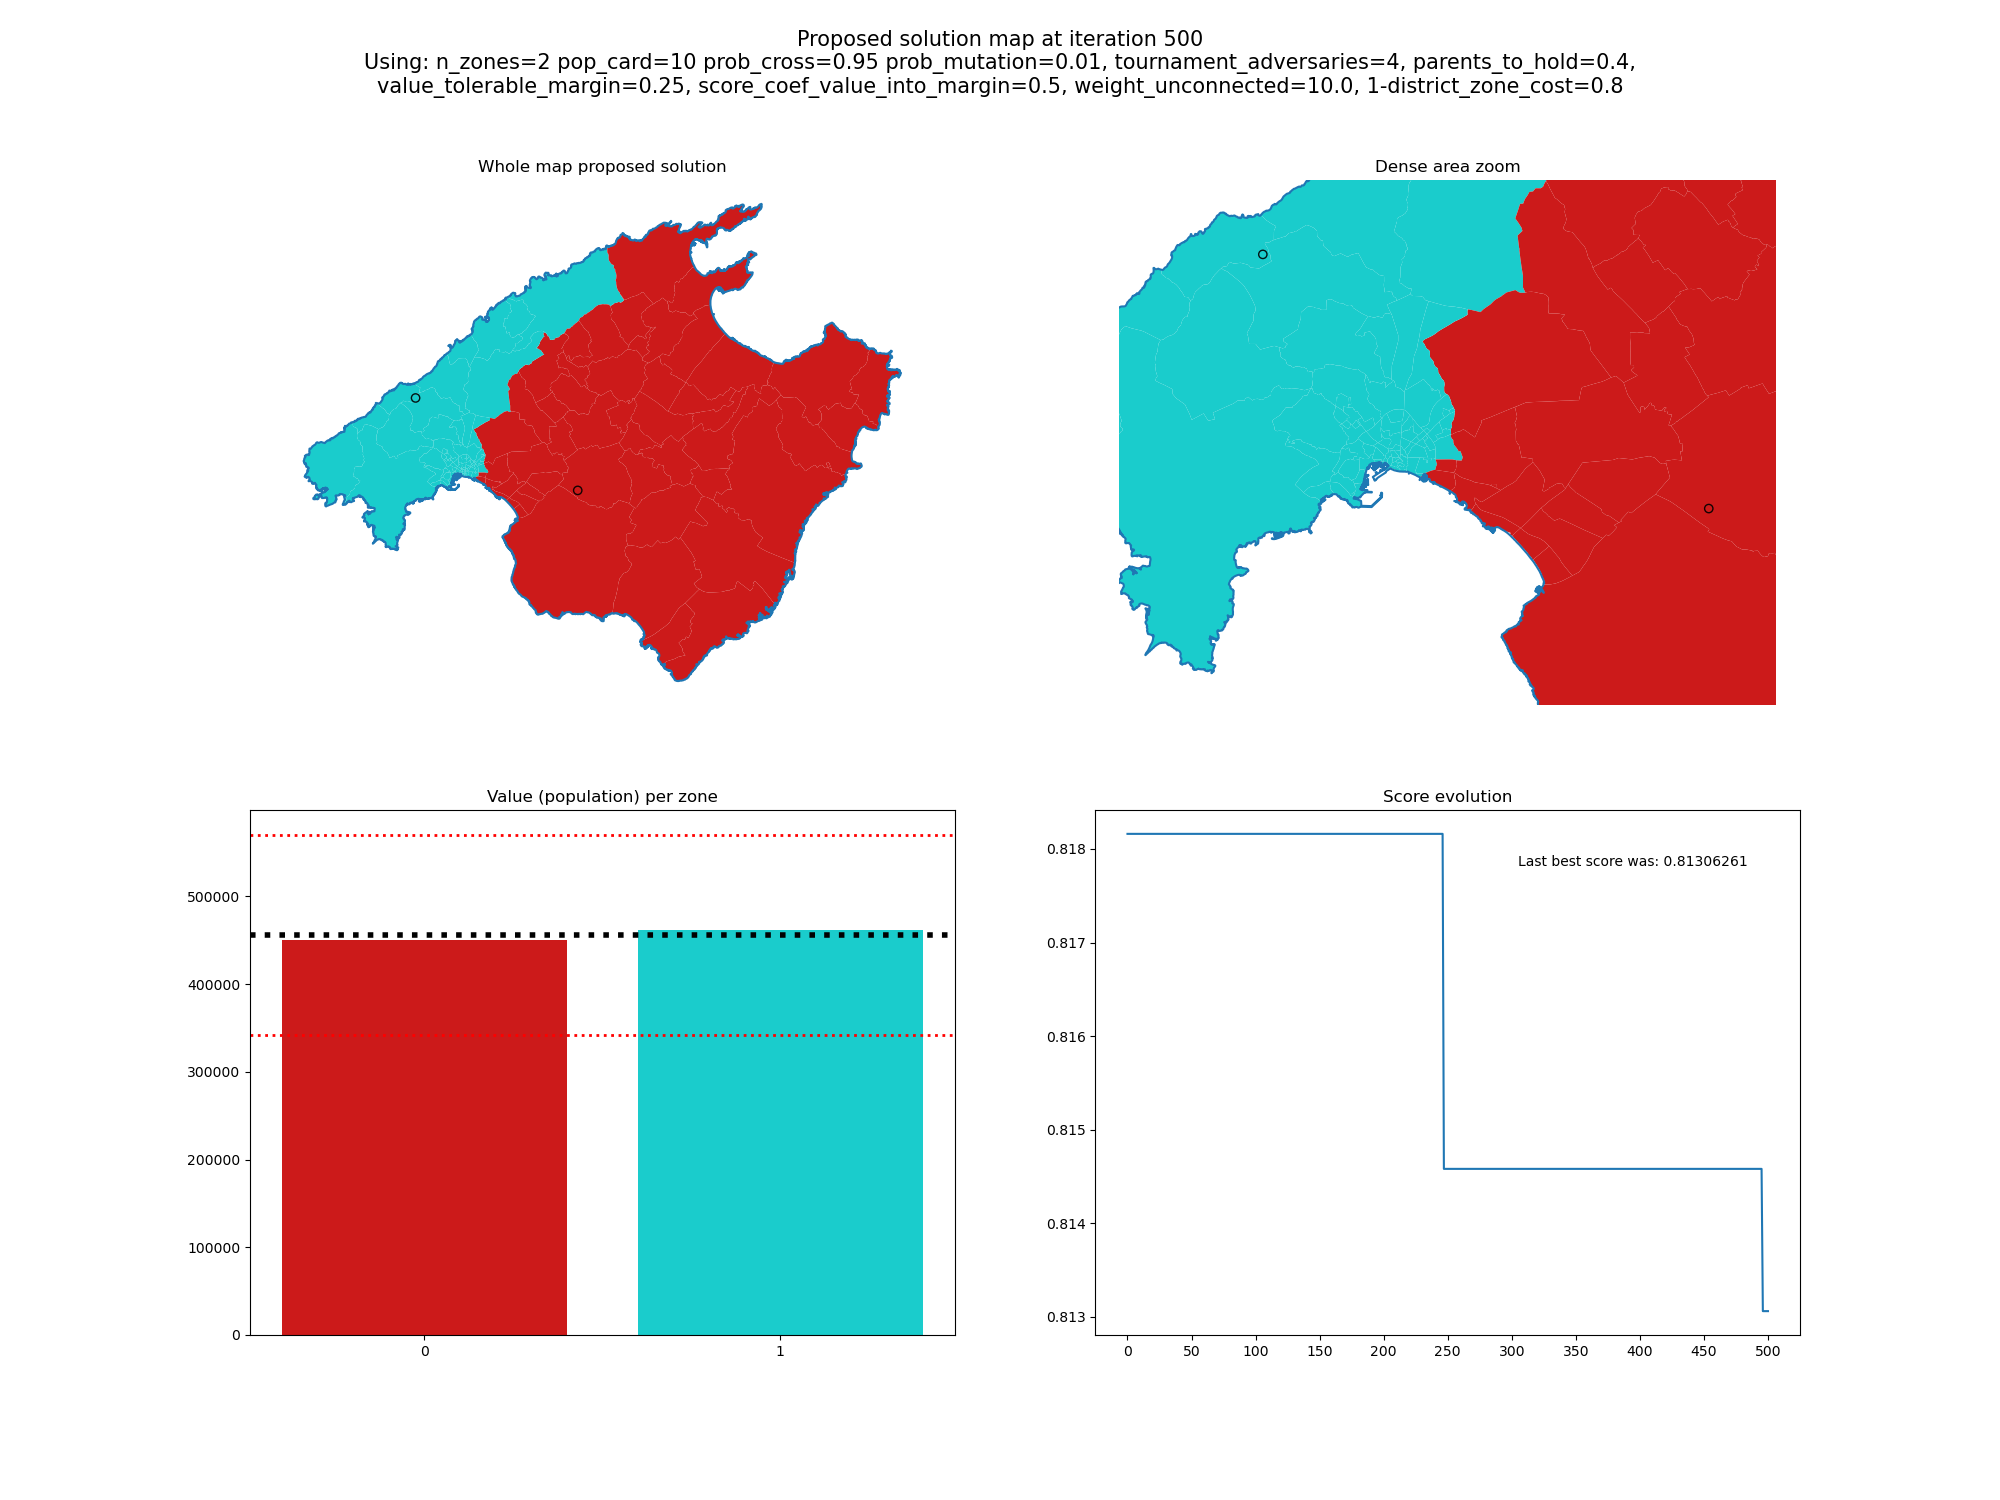 Proposed solution map at iteration 500
Using: n_zones=2 pop_card=10 prob_cross=0.95 prob_mutation=0.01, tournament_adversaries=4, parents_to_hold=0.4,
value_tolerable_margin=0.25, score_coef_value_into_margin=0.5, weight_unconnected=10.0, 1-district_zone_cost=0.8
Whole map proposed solution
Dense area zoom
Value (population) per zone
500000
400000
300000
200000
100000
0
0 1
Score evolution
Last best score was: 0.81306261
0.818
0.817
0.816
0.815
0.814
0.813
0 50 100 150 200 250 300 350 400 450 500